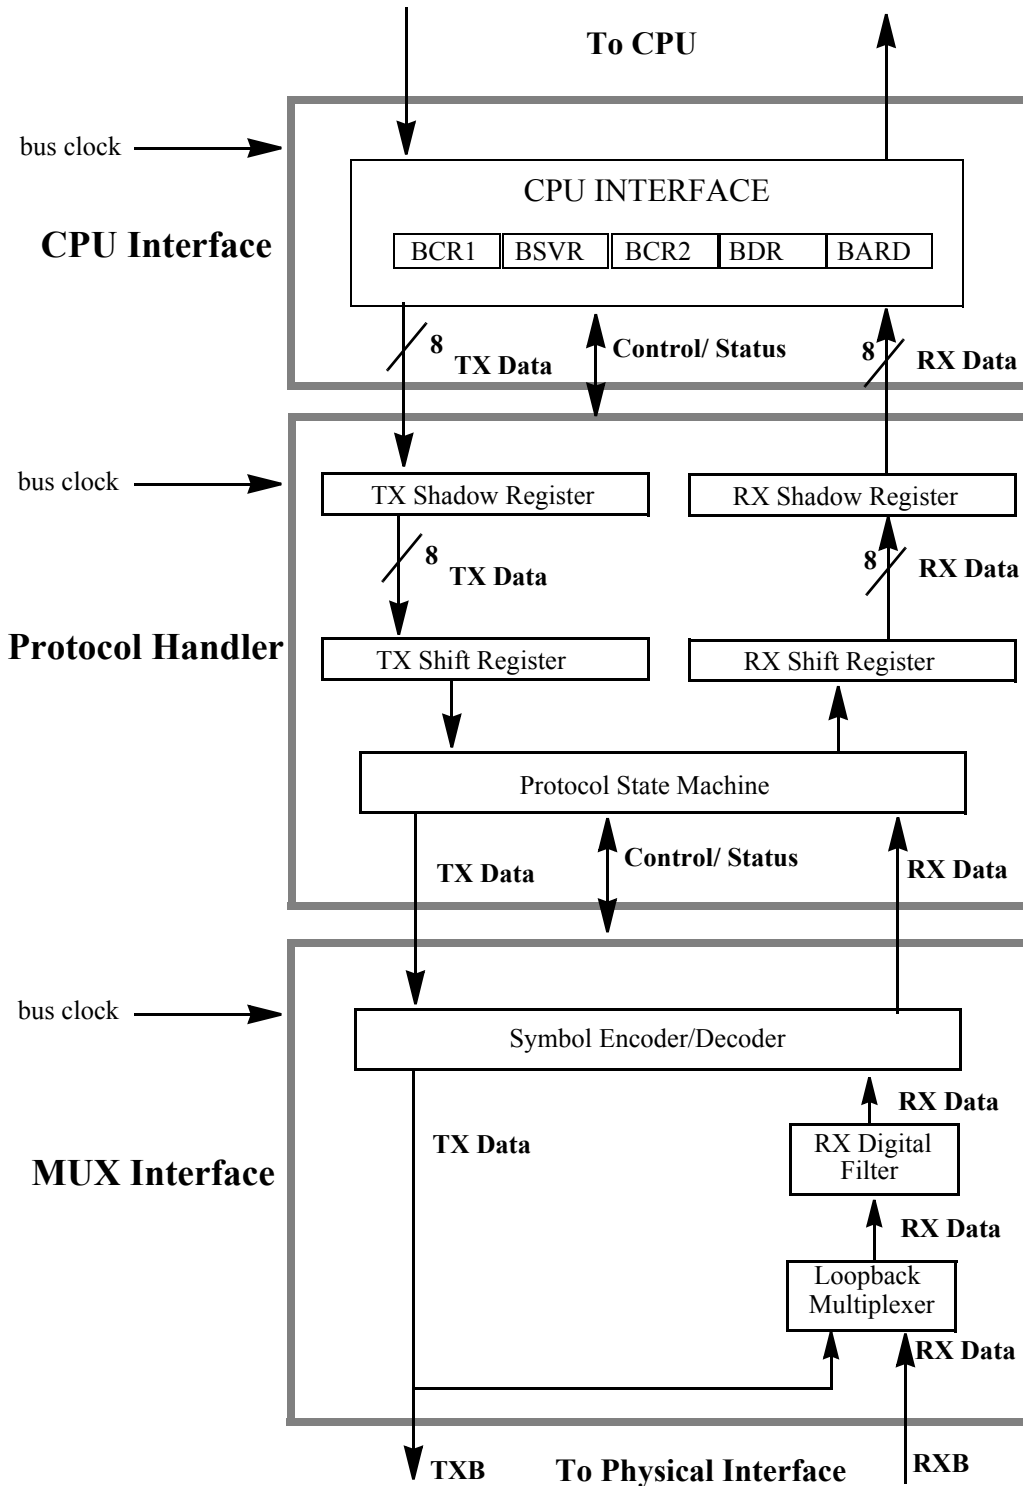 To CPU
bus clock
CPU INTERFACE
CPU Interface
BCR1 BSVR BCR2 BDR BARD
8
TX Data
Control/ Status
8
RX Data
bus clock
TX Shadow Register
RX Shadow Register
8
TX Data
8
RX Data
Protocol Handler
TX Shift Register
RX Shift Register
Protocol State Machine
TX Data
Control/ Status
RX Data
bus clock
Symbol Encoder/Decoder
RX Data
TX Data
RX Digital
Filter
MUX Interface
RX Data
Loopback
Multiplexer
RX Data
TXB
To Physical Interface
RXB